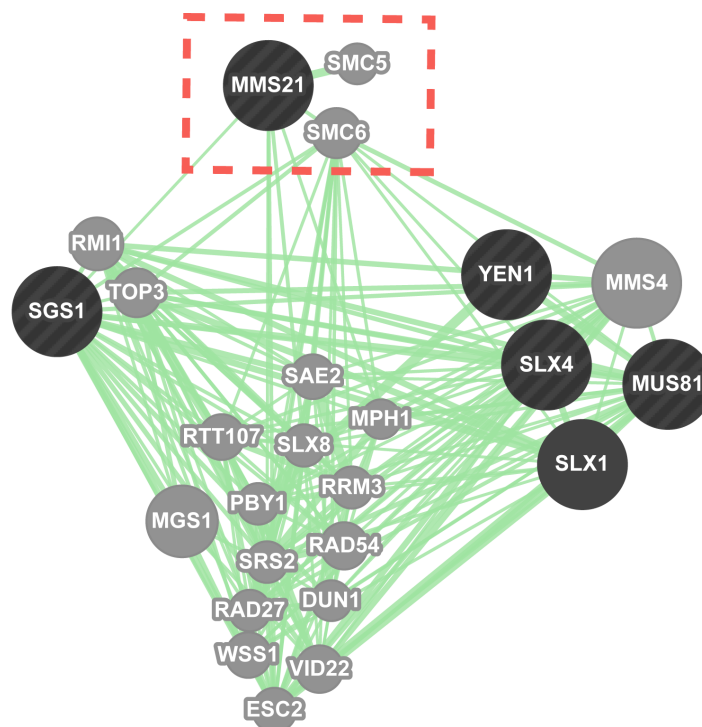 SMC5
MMS21
SMC6
RMI1
YEN1
MMS4
TOP3
SGS1
SLX4
SAE2
MUS81
MPH1
RTT107
SLX8
SLX1
RRM3
PBY1
MGS1
RAD54
SRS2
DUN1
RAD27
WSS1
VID22
ESC2